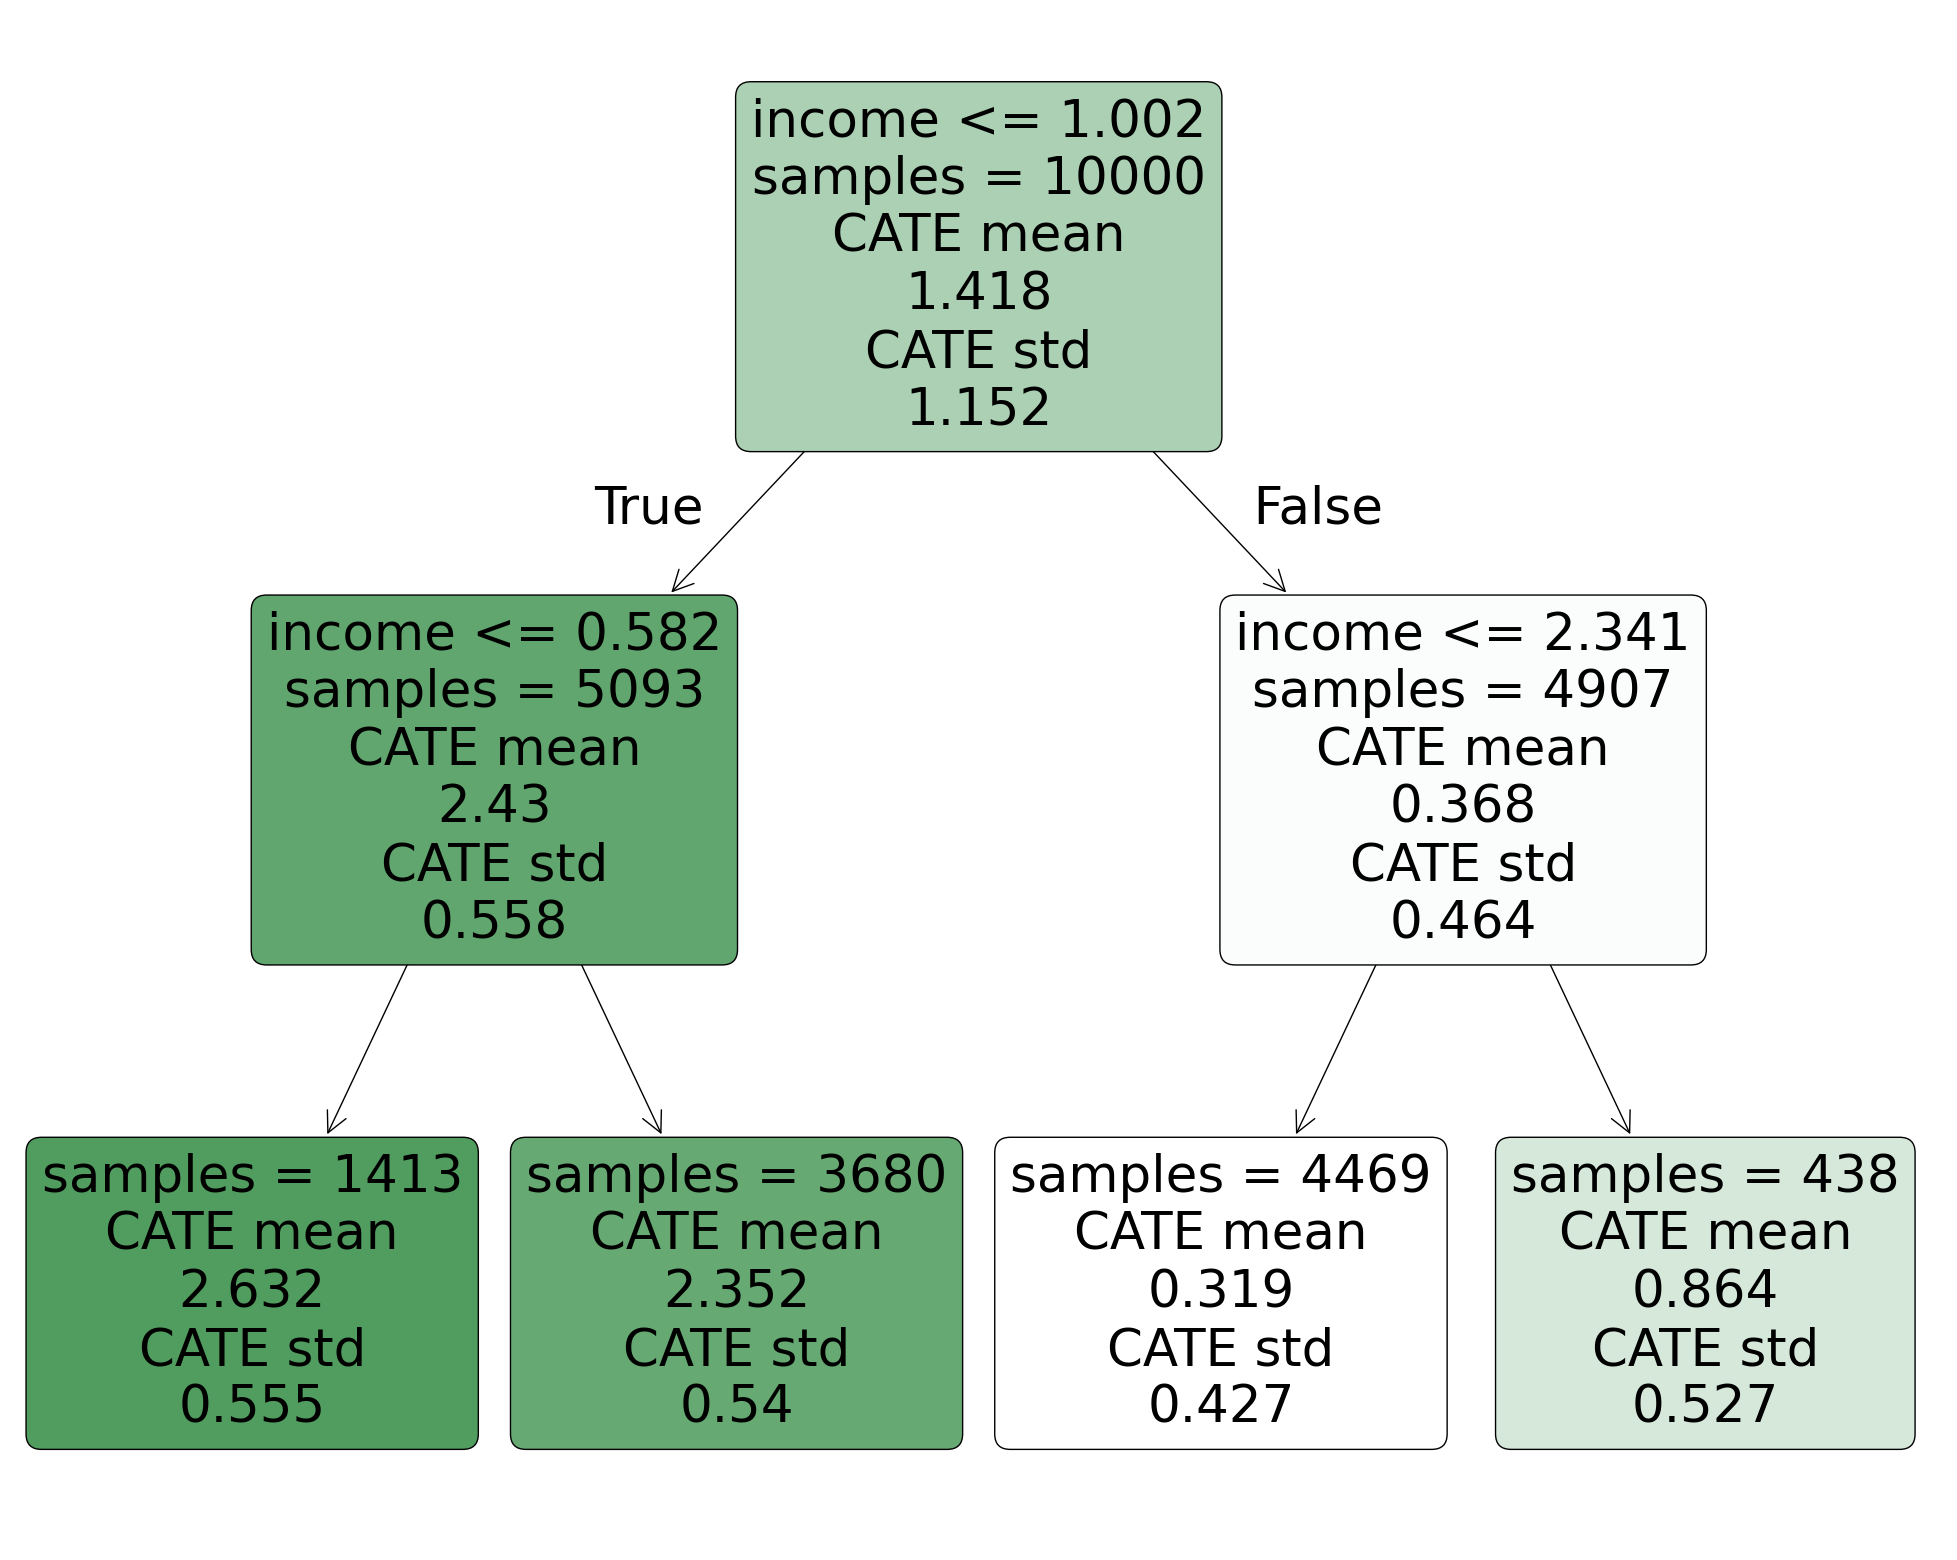 income <= 1.002
samples = 10000
CATE mean
1.418
CATE std
1.152
True
False
income <= 0.582
samples = 5093
CATE mean
2.43
CATE std
0.558
income <= 2.341
samples = 4907
CATE mean
0.368
CATE std
0.464
samples = 1413
CATE mean
2.632
CATE std
0.555
samples = 3680
CATE mean
2.352
CATE std
0.54
samples = 4469
CATE mean
0.319
CATE std
0.427
samples = 438
CATE mean
0.864
CATE std
0.527